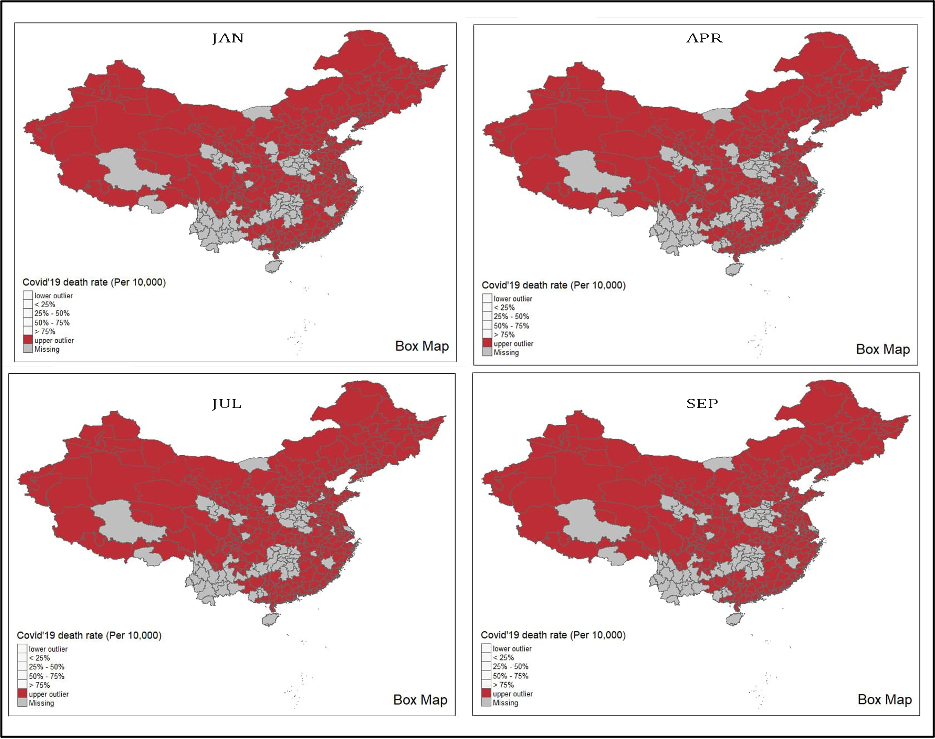 JAN
Covid'19 death rate (Per 10,000)
lower outlier
< 25%
25% - 50%
50% - 75%
> 75%
upper outlier
Missing
Box Map
APR
Covid'19 death rate (Per 10,000)
lower outlier
< 25%
25% - 50%
50% - 75%
> 75%
upper outlier
Missing
Box Map
JUL
Covid'19 death rate (Per 10,000)
lower outlier
< 25%
25% - 50%
50% - 75%
> 75%
upper outlier
Missing
Box Map
SEP
Covid'19 death rate (Per 10,000)
lower outlier
< 25%
25% - 50%
50% - 75%
> 75%
upper outlier
Missing
Box Map